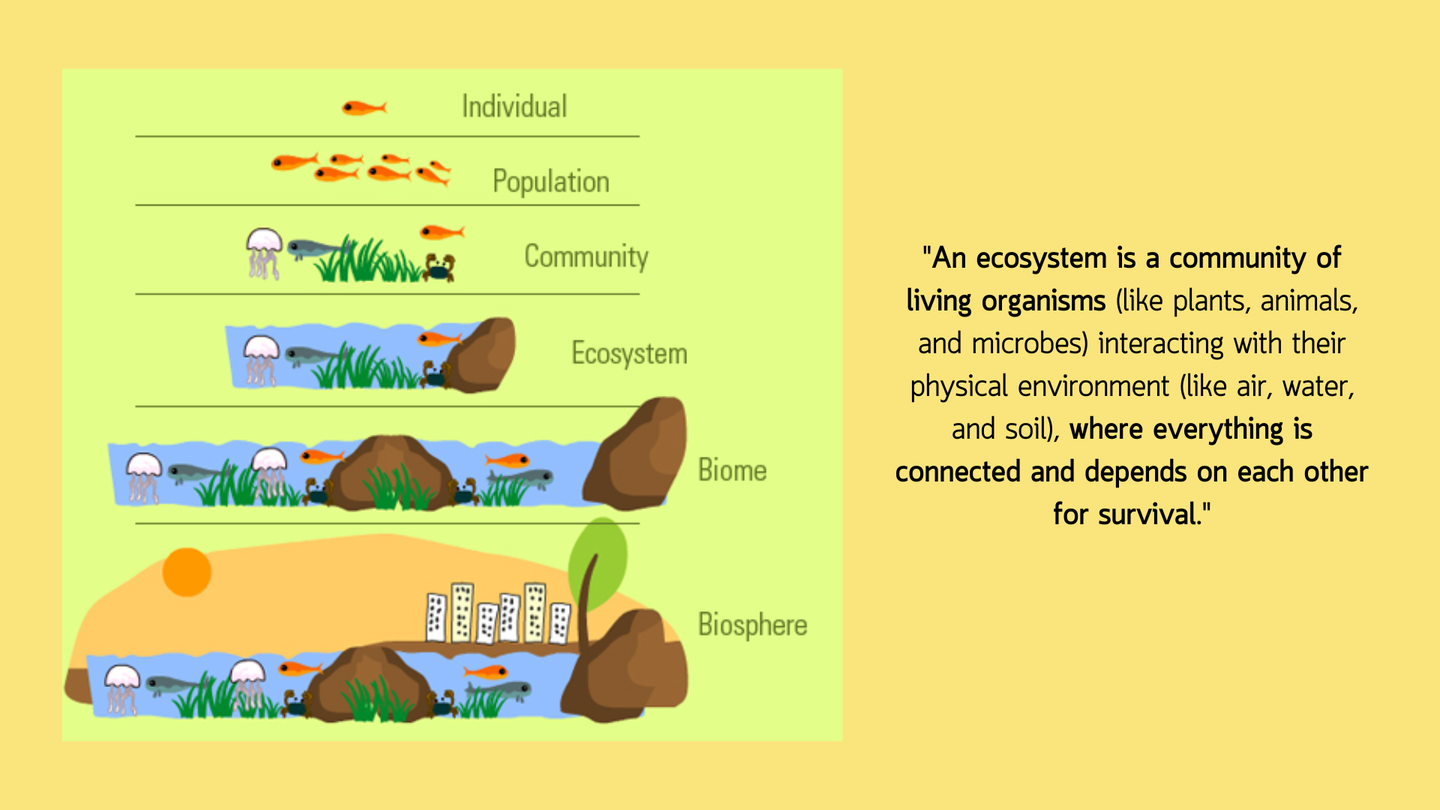 Individual
Population
Community
Ecosystem
Biome
Biosphere
"An ecosystem is a community of
living organisms (like plants, animals,
and microbes) interacting with their
physical environment (like air, water,
and soil), where everything is
connected and depends on each other
for survival."